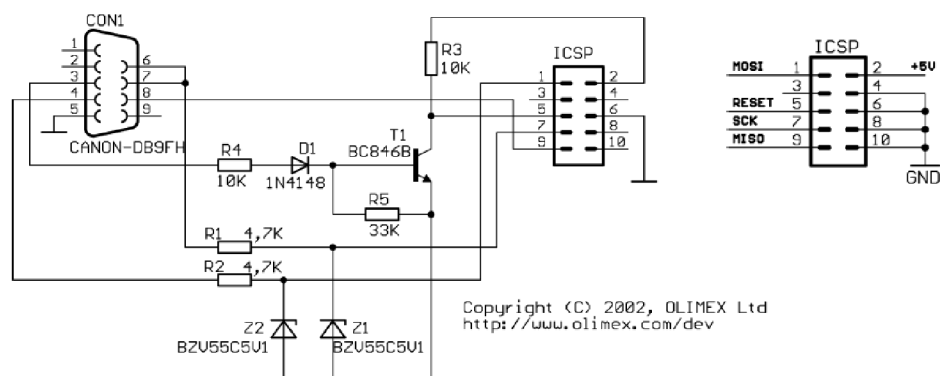 CON1
1
2
3
4
5
6
7
8
9
CANON-DB9FH
R4
10K
D1
1N4148
T1
BC846B
R3
10K
R5
33K
R1 4,7K
R2 4,7K
Z2
BZV55C5V1
Z1
BZV55C5V1
ICSP
1 2
3 4
5 6
7 8
9 10
Copyright (C) 2002, OLIMEX Ltd
http://www.olimex.com/dev
ICSP
MOSI 1 2 +5V
3 4
RESET 5 6
SCK 7 8
MISO 9 10
GND